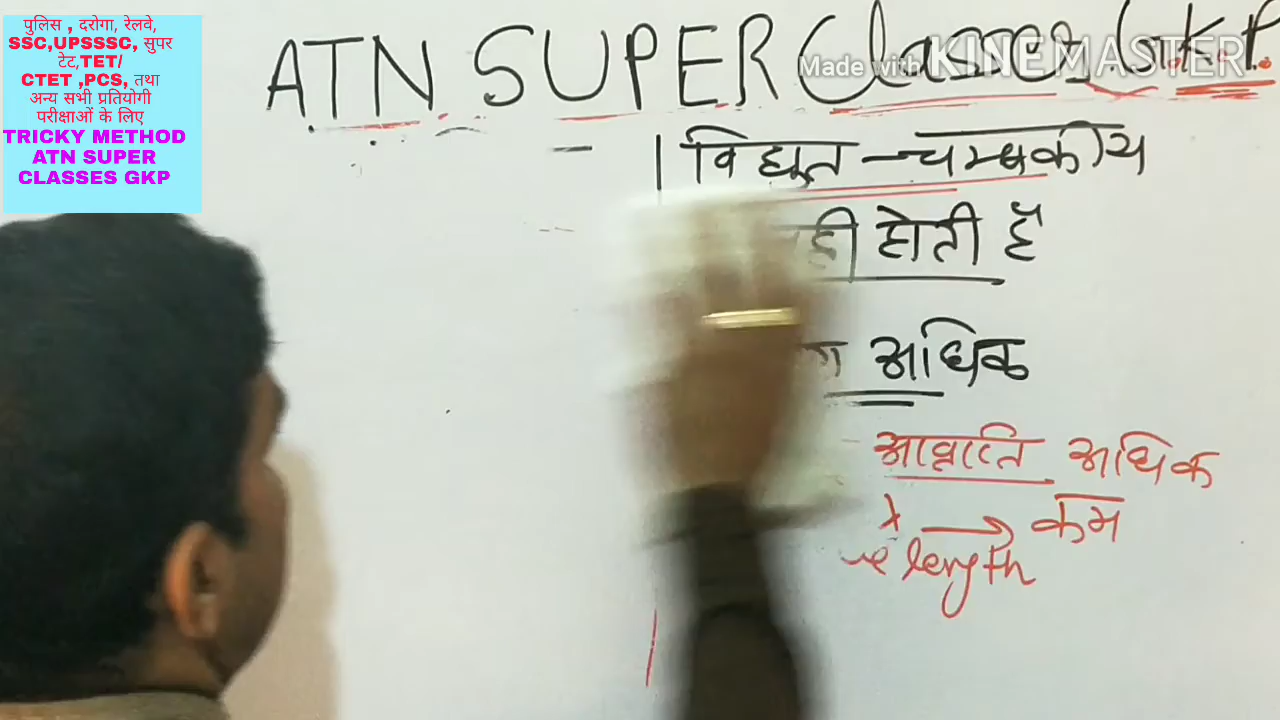 पुलिस , दरोगा, रेलवे,
SSC,UPSSSC, सुपर
टेट,TET/
CTET ,PCS, तथा
अन्य सभी प्रतियोगी
परीक्षाओं के लिए
TRICKY METHOD
ATN SUPER
CLASSES GKP
ATN SUPER Classes G.K.P.
Made with KINEMASTER
विद्युत – चुम्बकीय
होती है
अधिक
आवृत्ति अधिक
λ → कम
length